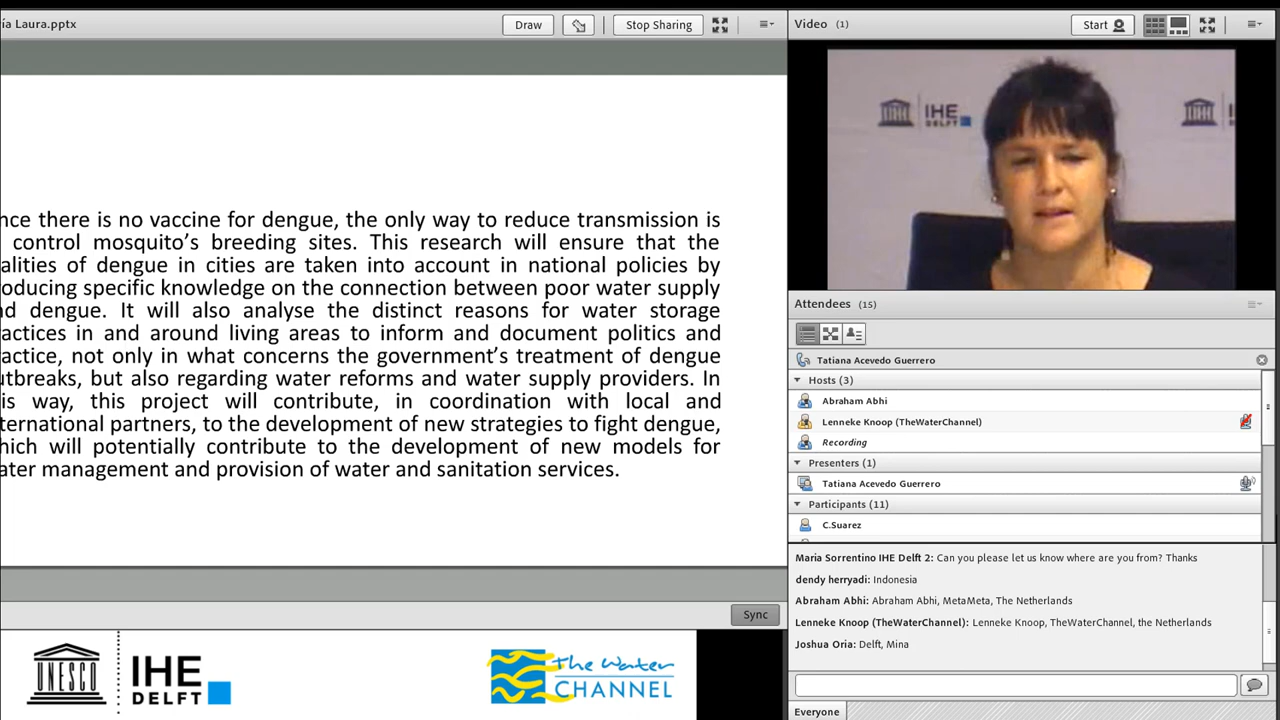 ía Laura.pptx
Draw
Stop Sharing
nce there is no vaccine for dengue, the only way to reduce transmission is
control mosquito’s breeding sites. This research will ensure that the
alities of dengue in cities are taken into account in national policies by
oducing specific knowledge on the connection between poor water supply
nd dengue. It will also analyse the distinct reasons for water storage
actices in and around living areas to inform and document politics and
actice, not only in what concerns the government’s treatment of dengue
utbreaks, but also regarding water reforms and water supply providers. In
is way, this project will contribute, in coordination with local and
ternational partners, to the development of new strategies to fight dengue,
hich will potentially contribute to the development of new models for
ater management and provision of water and sanitation services.
Sync
UNESCO
IHE
DELFT
The Water
CHANNEL
Video (1)
Start
IHE
DELFT
IHE
Attendees (15)
Tatiana Acevedo Guerrero
Hosts (3)
Abraham Abhi
Lenneke Knoop (TheWaterChannel)
Recording
Presenters (1)
Tatiana Acevedo Guerrero
Participants (11)
C.Suarez
Maria Sorrentino IHE Delft 2: Can you please let us know where are you from? Thanks
dendy herryadi: Indonesia
Abraham Abhi: Abraham Abhi, MetaMeta, The Netherlands
Lenneke Knoop (TheWaterChannel): Lenneke Knoop, TheWaterChannel, the Netherlands
Joshua Oria: Delft, Mina
Everyone